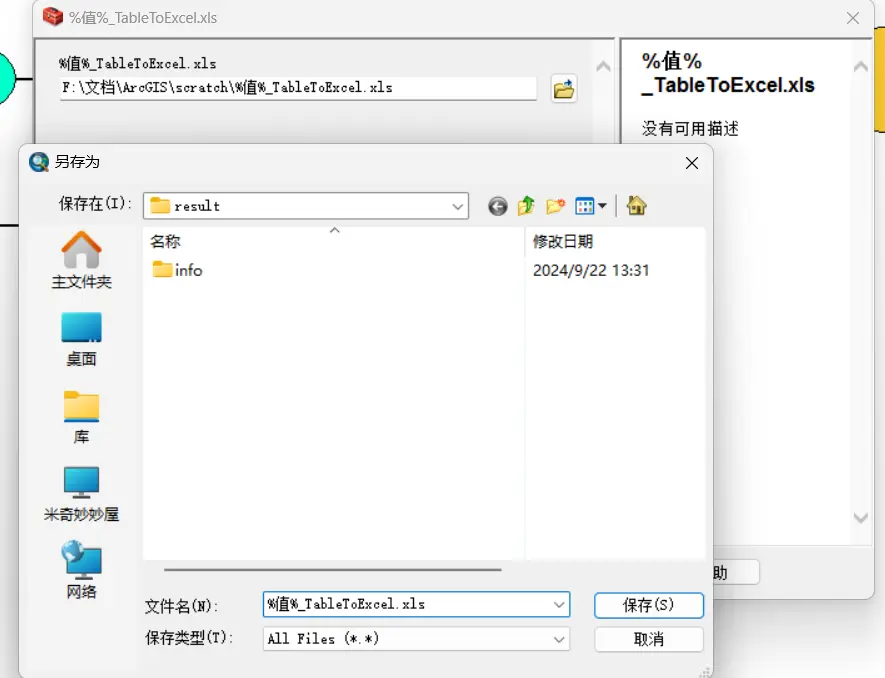 %值%_TableToExcel.xls
%值%_TableToExcel.xls
F:\文档\ArcGIS\scratch\%值%_TableToExcel.xls
%值%
_TableToExcel.xls
没有可用描述
另存为
保存在(I):
result
名称
修改日期
info
2024/9/22 13:31
主文件夹
桌面
库
米奇妙妙屋
网络
助
文件名(N):
%值%_TableToExcel.xls
保存(S)
保存类型(T):
All Files (*.*)
取消